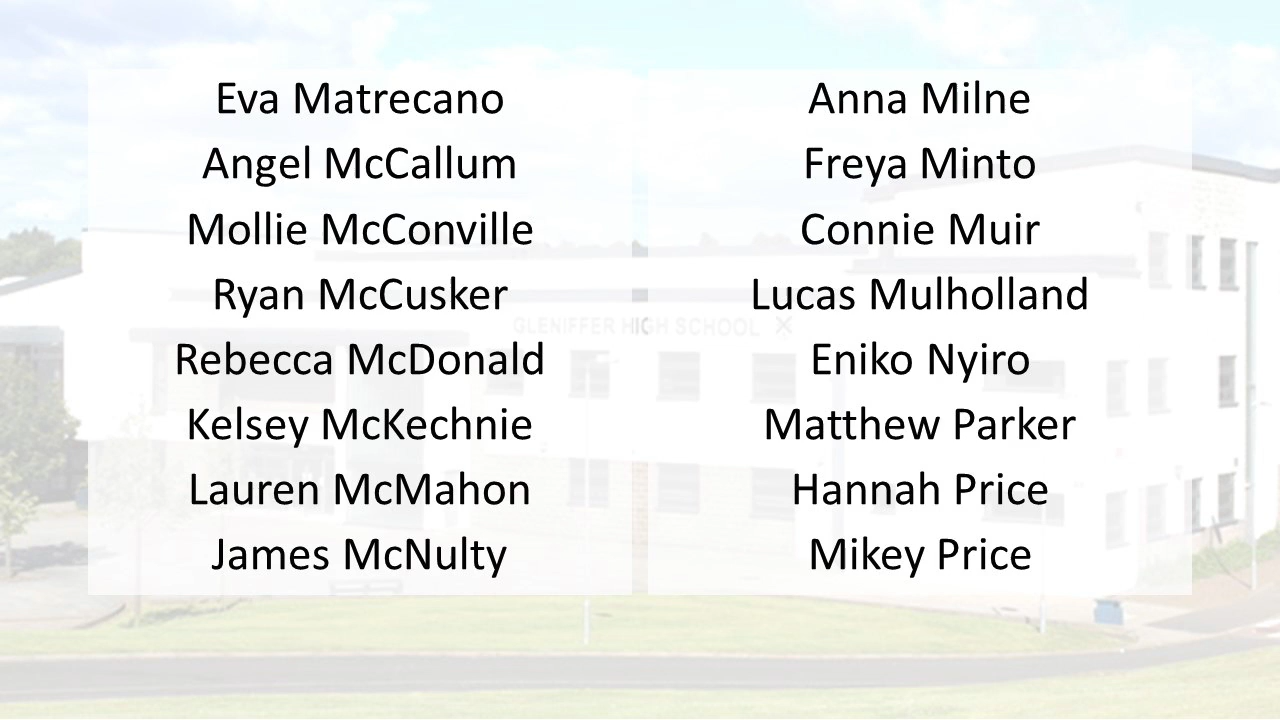 Eva Matrecano
Angel McCallum
Mollie McConville
Ryan McCusker
Rebecca McDonald
Kelsey McKechnie
Lauren McMahon
James McNulty
Anna Milne
Freya Minto
Connie Muir
Lucas Mulholland
Eniko Nyiro
Matthew Parker
Hannah Price
Mikey Price
GLENIFFER HIGH SCHOOL